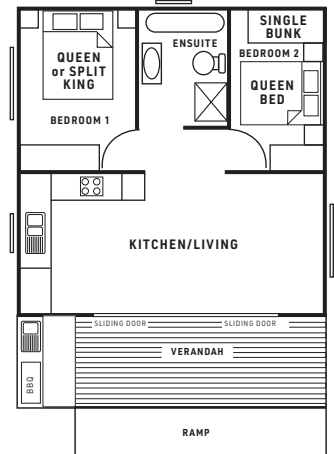 QUEEN
or SPLIT
KING
BEDROOM 1
ENSUITE
SINGLE
BUNK
BEDROOM 2
QUEEN
BED
KITCHEN/LIVING
SLIDING DOOR
SLIDING DOOR
VERANDAH
BBQ
RAMP